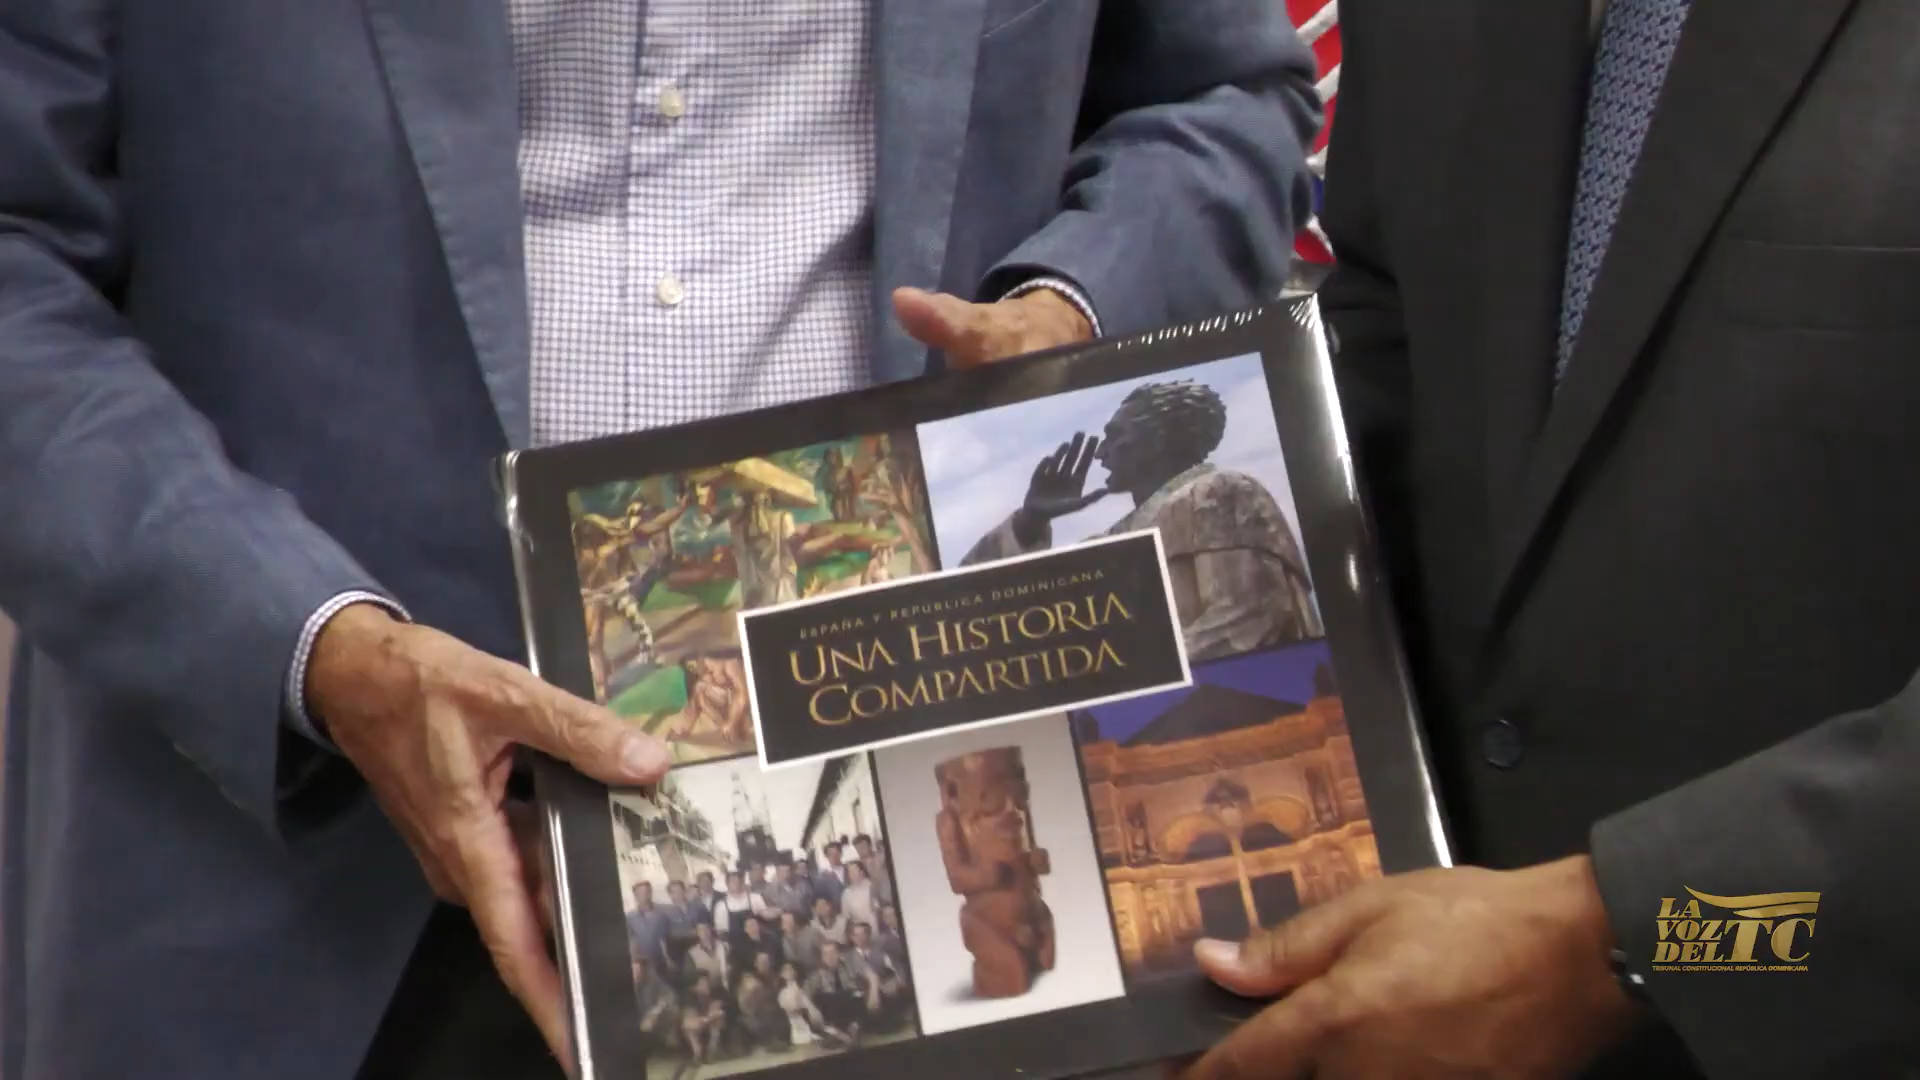 ESPAÑA Y REPÚBLICA DOMINICANA
UNA HISTORIA
COMPARTIDA
LA
VOZ
DEL TC
TRIBUNAL CONSTITUCIONAL REPÚBLICA DOMINICANA